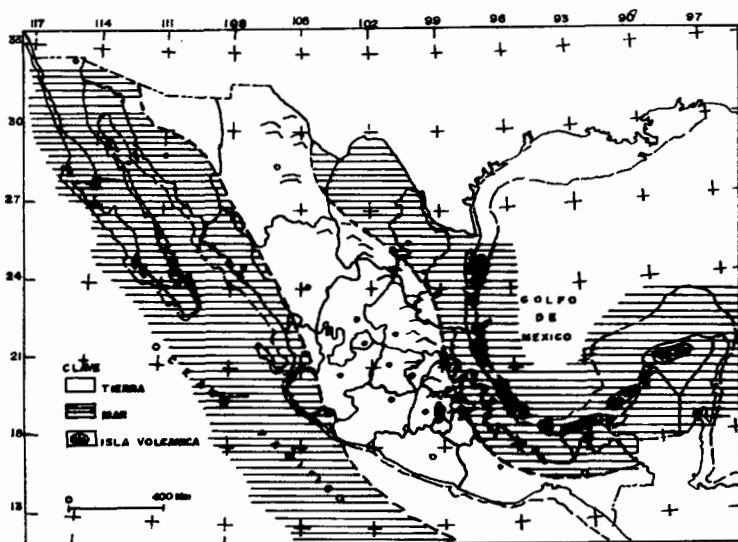 117 114 111 108 105 102 99 96 93 90 97
33
30
27
24
21
18
15
GOLFO
DE
MEXICO
CLAVE
TIERRA
MAR
ISLA VOLCANICA
0 400 Km